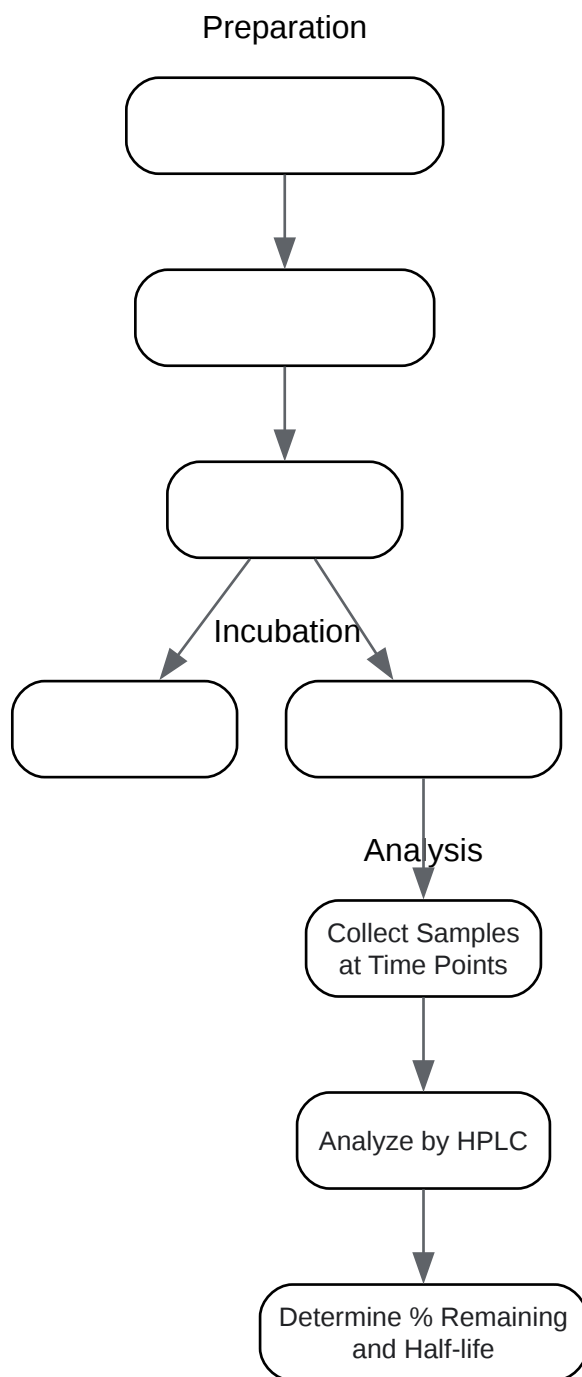 Preparation
Incubation
Analysis
Collect Samples
at Time Points
Analyze by HPLC
Determine % Remaining
and Half-life